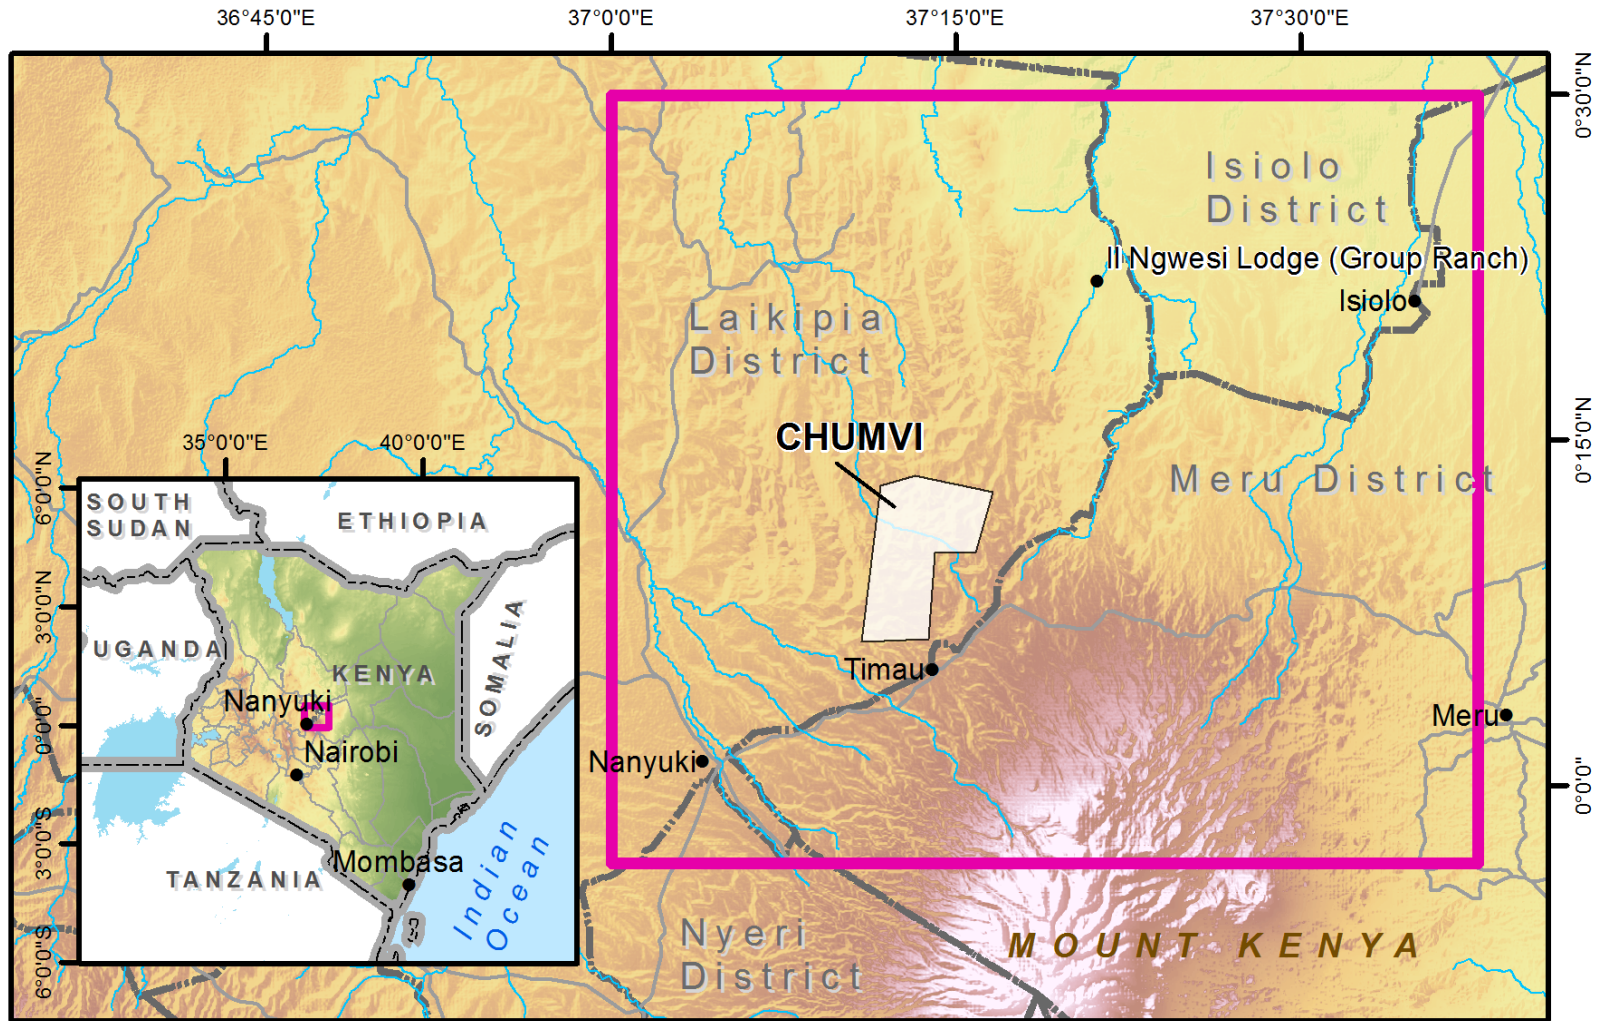 36°45'0"E
37°0'0"E
37°15'0"E
37°30'0"E
0°30'0"N
Isiolo
District
Il Ngwesi Lodge (Group Ranch)
Isiolo
Laikipia
District
CHUMVI
0°15'0"N
Meru District
35°0'0"E
40°0'0"E
6°0'0"N
SOUTH
SUDAN
ETHIOPIA
3°0'0"N
UGANDA
KENYA
SOMALIA
Nanyuki
0°0'0"
Nairobi
3°0'0"S
Mombasa
TANZANIA
Indian
Ocean
6°0'0"S
Timau
Meru
Nanyuki
0°0'0"
Nyeri
District
MOUNT KENYA